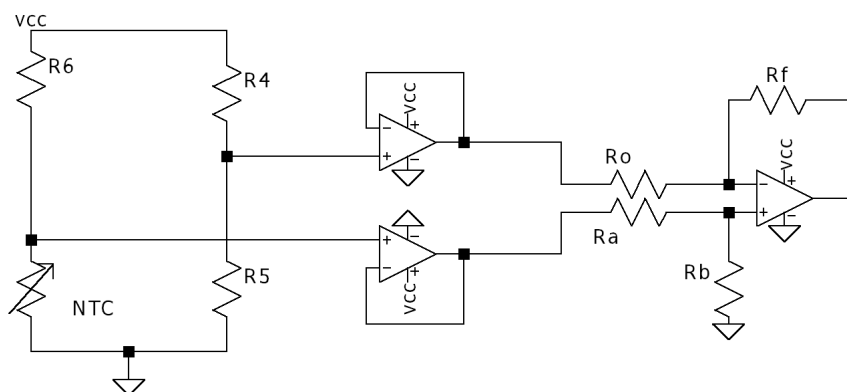 vcc
R6
R4
Rf
VCC
+
−
+
−
Ro
VCC
+
−
+
−
Ra
−
+
−
+
VCC
R5
Rb
NTC